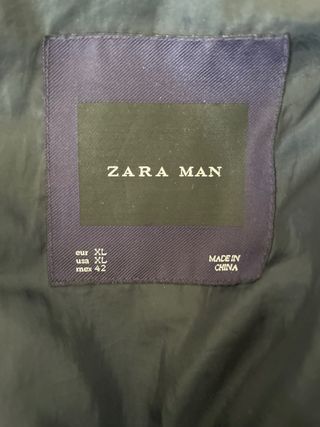 ZARA MAN
eur XL
usa XL
mex 42
MADE IN
CHINA